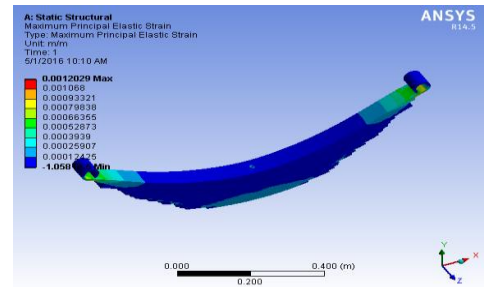 A: Static Structural
Maximum Principal Elastic Strain
Type: Maximum Principal Elastic Strain
Unit: m/m
Time: 1
5/1/2016 10:10 AM
ANSYS
R14.5
0.0012029 Max
0.001068
0.00093321
0.00079838
0.00066355
0.00052873
0.0003939
0.00025907
0.00012425
-1.058 Min
0.000
0.400 (m)
0.200
Y
X
Z